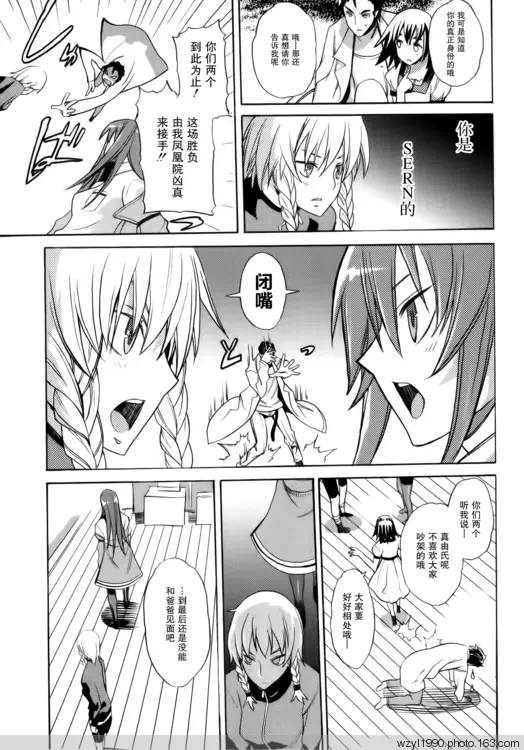 我可是知道
你的真正身份的哦
哦—那还
真想请你
告诉我呢
你是
SERN的
你们两个
到此为止!
这场胜负
由我凤凰院凶真
来接手!!
闭嘴
你们两个
听我说—
真由氏呢
不喜欢大家
吵架的哦
大家要
好好相处哦—
…到最后还是没能
和爸爸见面吧
wzyl1990.photo.163.com